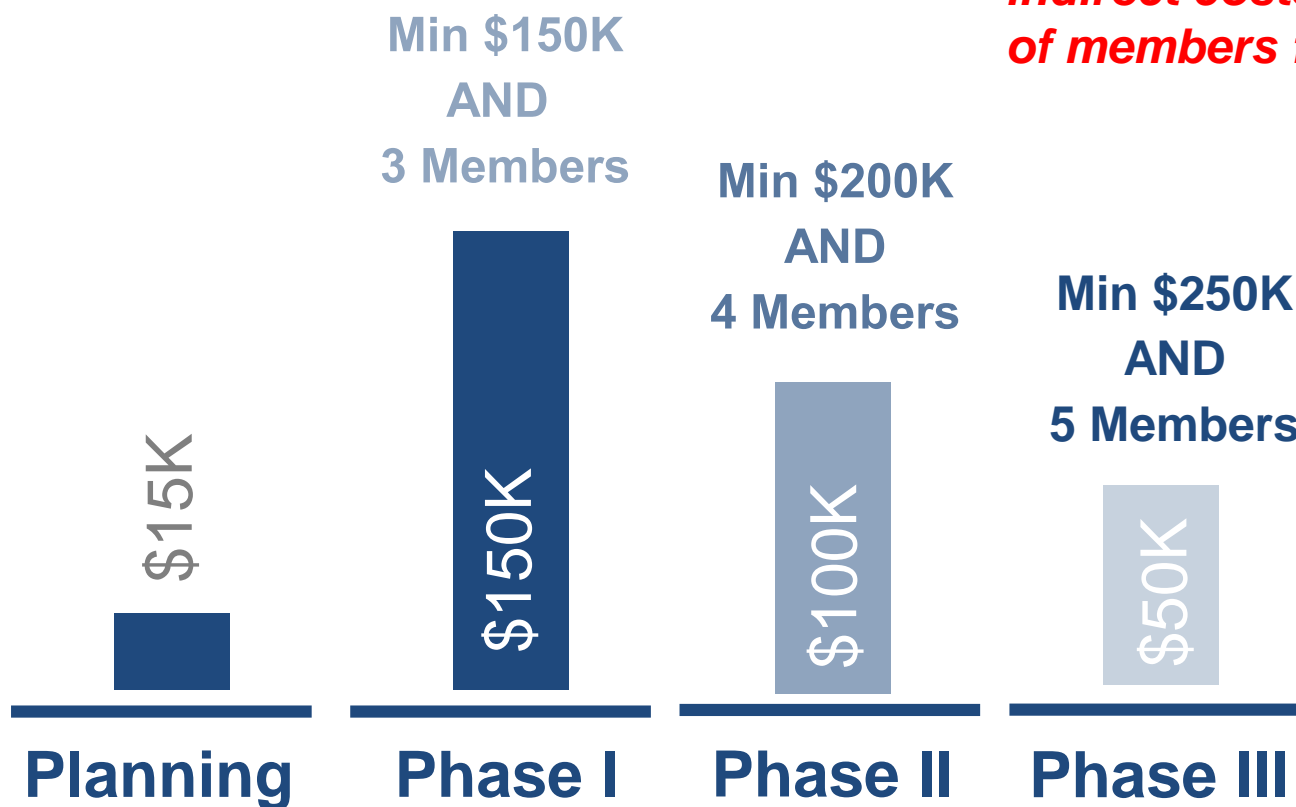 of members
Min $150K
AND
3 Members
Min $200K
AND
4 Members
Min $250K
AND
5 Members
$15K
$150K
$100K
$50K
Planning
Phase I
Phase II
Phase III